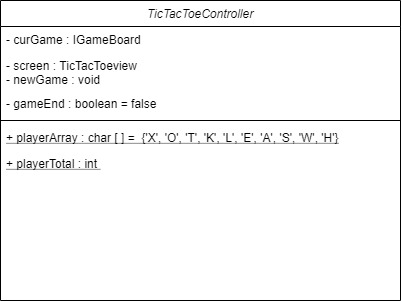 TicTacToeController
- curGame : IGameBoard
- screen : TicTacToeview
- newGame : void
- gameEnd : boolean = false
+ playerArray : char [ ] = {'X', 'O', 'T', 'K', 'L', 'E', 'A', 'S', 'W', 'H'}
+ playerTotal : int